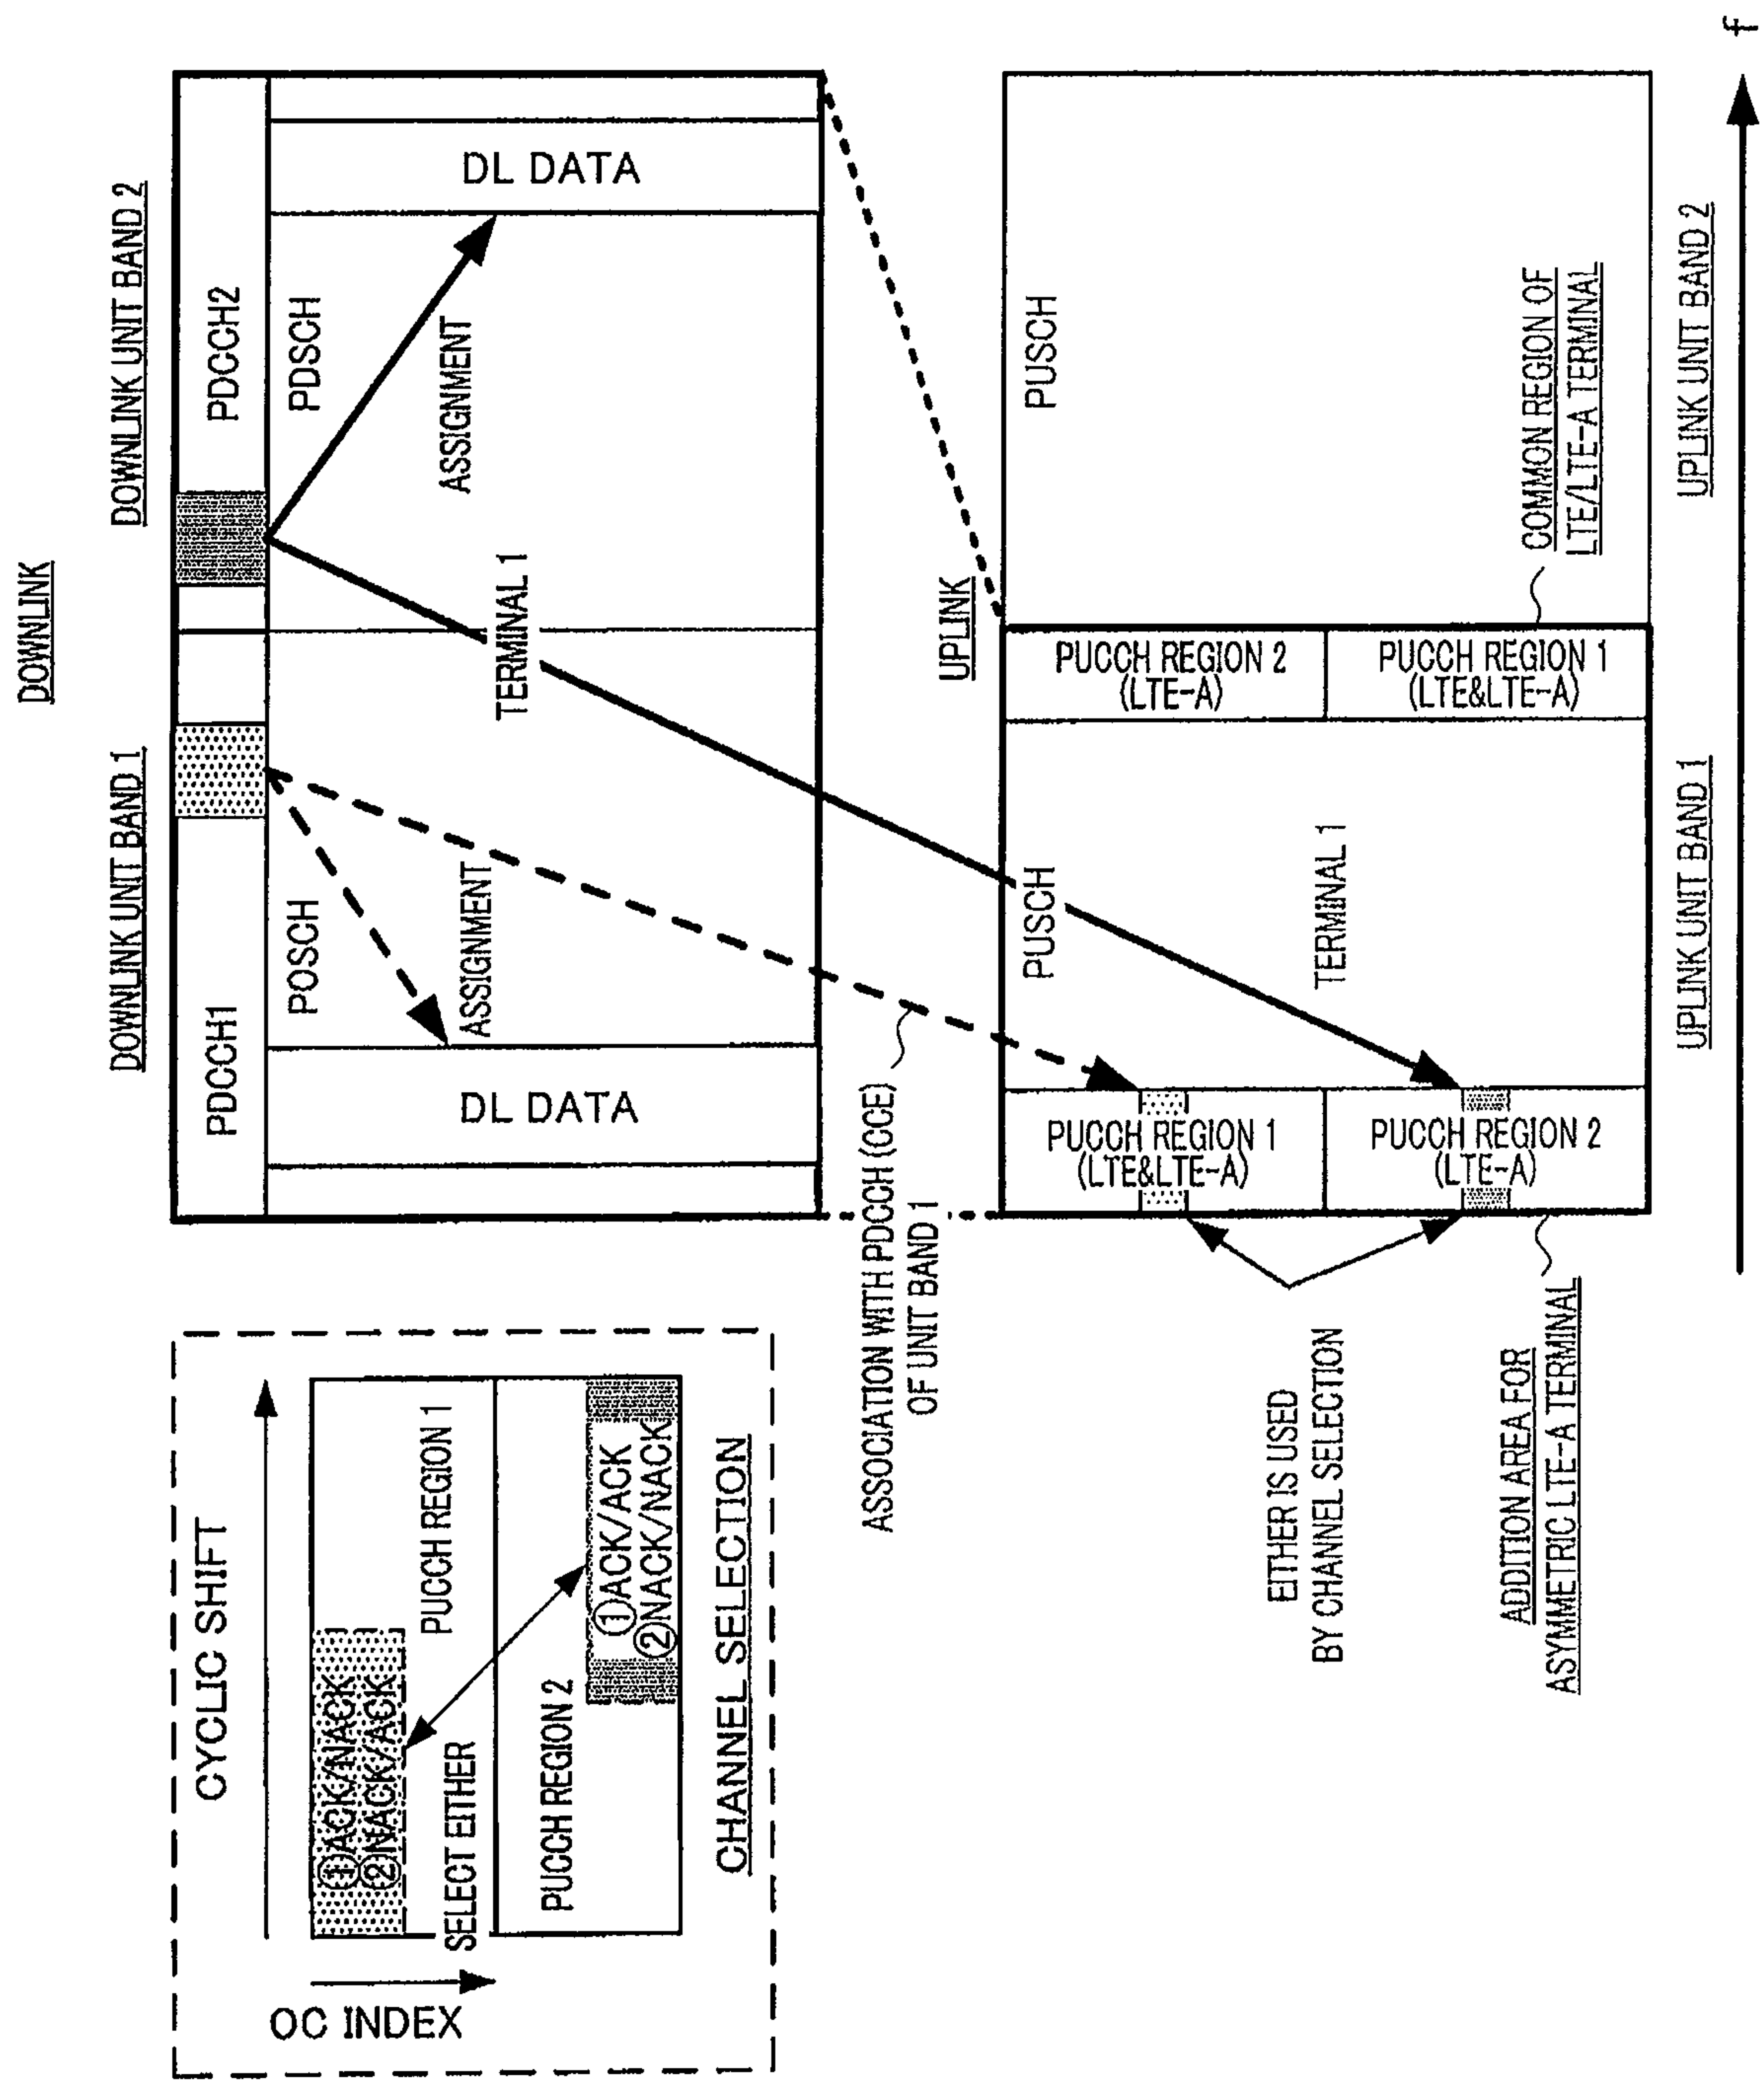 DOWNLINK
DOWNLINK UNIT BAND 1
DOWNLINK UNIT BAND 2
PDCCH1
PDCCH2
POSCH
PDSCH
ASSIGNMENT
ASSIGNMENT
DL DATA
TERMINAL 1
DL DATA
CYCLIC SHIFT
OC INDEX
①ACK/NACK
②NACK/ACK
PUCCH REGION 1
SELECT EITHER
PUCCH REGION 2
①ACK/ACK
②NACK/NACK
CHANNEL SELECTION
ASSOCIATION WITH PDCCH (CCE)
OF UNIT BAND 1
UPLINK
PUSCH
PUSCH
PUCCH REGION 1
(LTE&LTE-A)
PUCCH REGION 2
(LTE-A)
PUCCH REGION 2
(LTE-A)
PUCCH REGION 1
(LTE&LTE-A)
TERMINAL 1
EITHER IS USED
BY CHANNEL SELECTION
ADDITION AREA FOR
ASYMMETRIC LTE-A TERMINAL
COMMON REGION OF
LTE/LTE-A TERMINAL
UPLINK UNIT BAND 1
UPLINK UNIT BAND 2
f